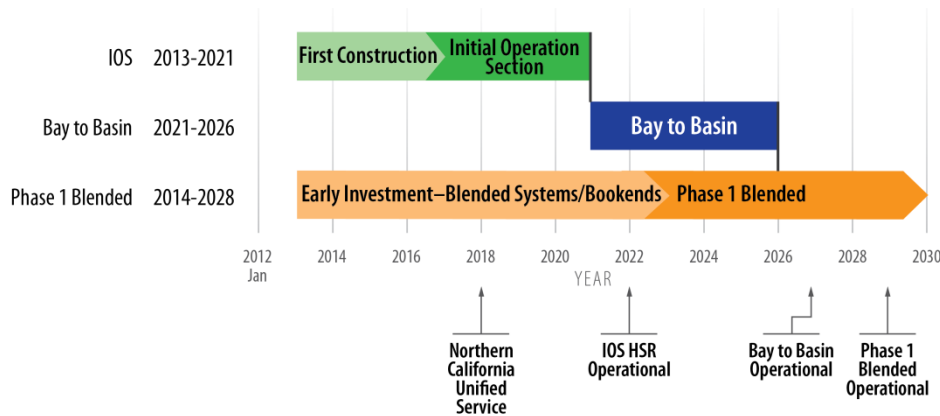 IOS 2013-2021
First Construction
Initial Operation
Section
Bay to Basin 2021-2026
Bay to Basin
Phase 1 Blended 2014-2028
Early Investment–Blended Systems/Bookends
Phase 1 Blended
2012 2014 2016 2018 2020 2022 2024 2026 2028 2030
Jan
YEAR
Northern
California
Unified
Service
IOS HSR
Operational
Bay to Basin
Operational
Phase 1
Blended
Operational